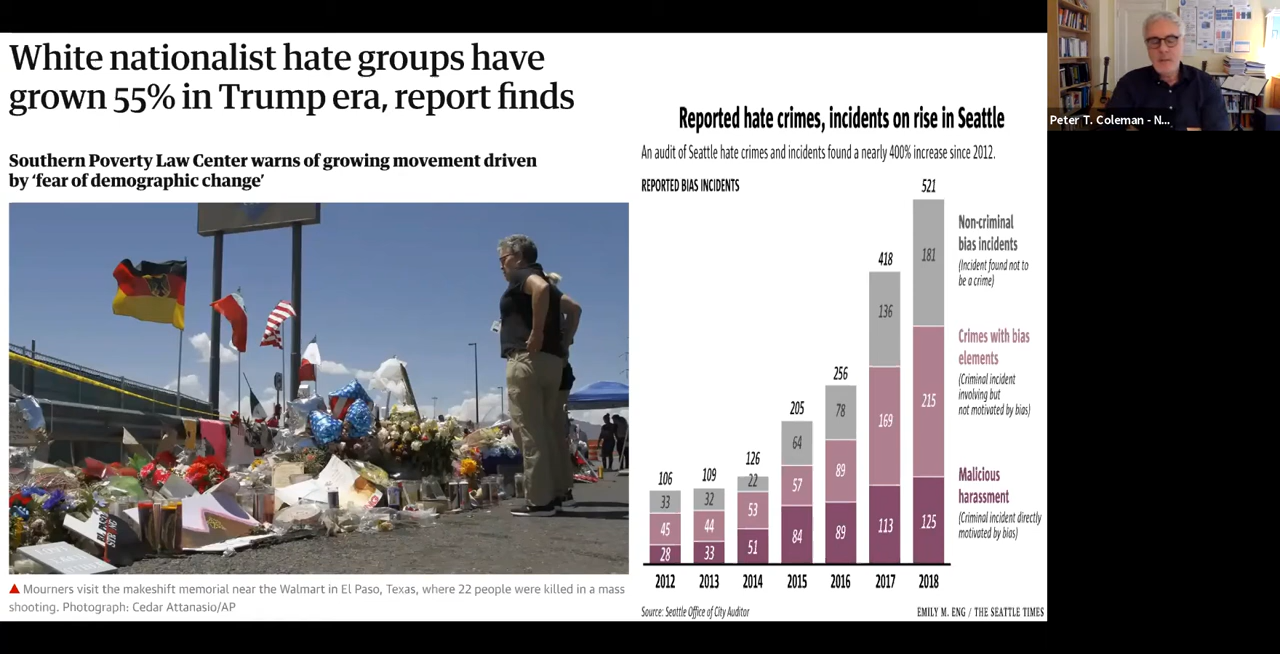 White nationalist hate groups have
grown 55% in Trump era, report finds
Southern Poverty Law Center warns of growing movement driven
by ‘fear of demographic change’
▲ Mourners visit the makeshift memorial near the Walmart in El Paso, Texas, where 22 people were killed in a mass
shooting. Photograph: Cedar Attanasio/AP
Reported hate crimes, incidents on rise in Seattle
An audit of Seattle hate crimes and incidents found a nearly 400% increase since 2012.
REPORTED BIAS INCIDENTS
106
33
45
28
109
32
44
33
126
22
53
51
205
64
57
84
256
78
89
89
418
136
169
113
521
181
215
125
2012 2013 2014 2015 2016 2017 2018
Non-criminal
bias incidents
(Incident found not to
be a crime)
Crimes with bias
elements
(Criminal incident
involving but
not motivated by bias)
Malicious
harassment
(Criminal incident directly
motivated by bias)
Source: Seattle Office of City Auditor
EMILY M. ENG / THE SEATTLE TIMES
Peter T. Coleman - N...